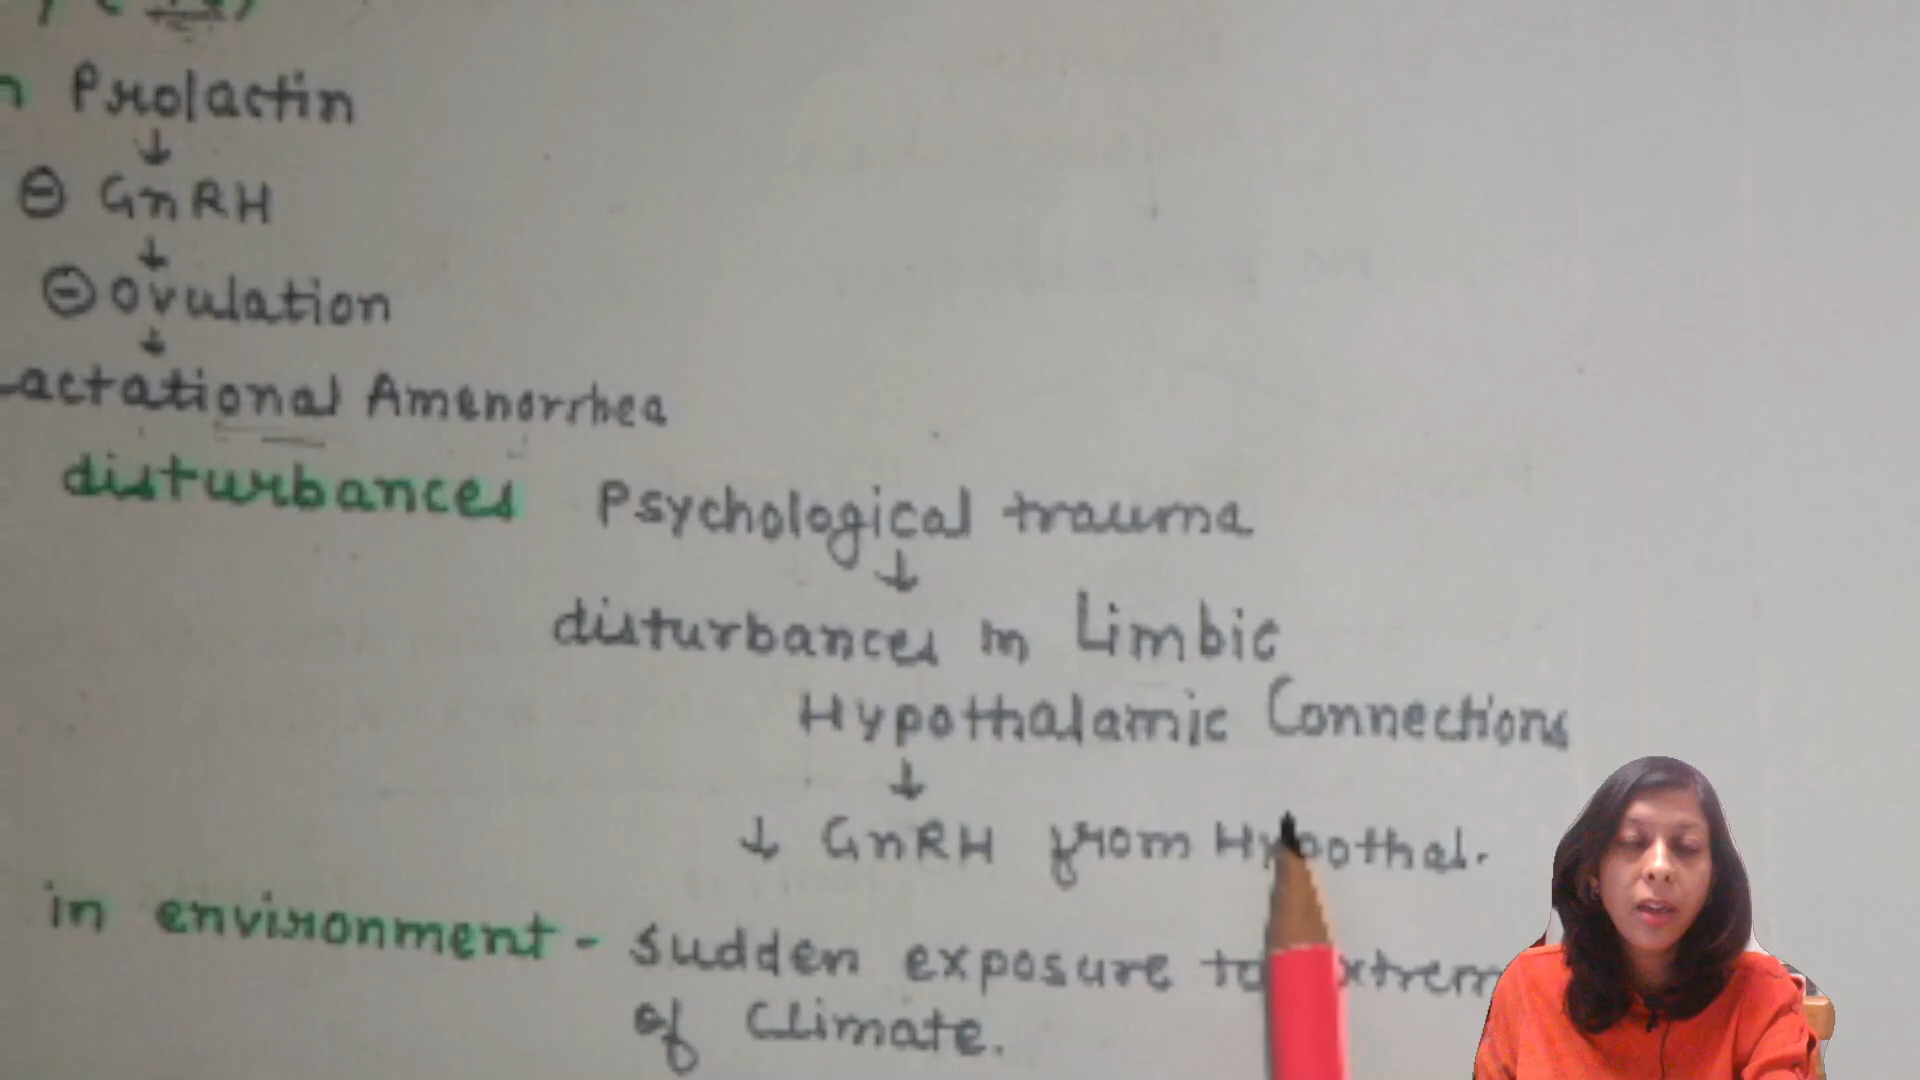 Prolactin
↓
⊖ GnRH
↓
⊖ Ovulation
↓
Lactational Amenorrhea
disturbances Psychological trauma
↓
disturbances in Limbic
Hypothalamic Connections
↓
↓ GnRH from Hypothal.
in environment - Sudden exposure to
of Climate.